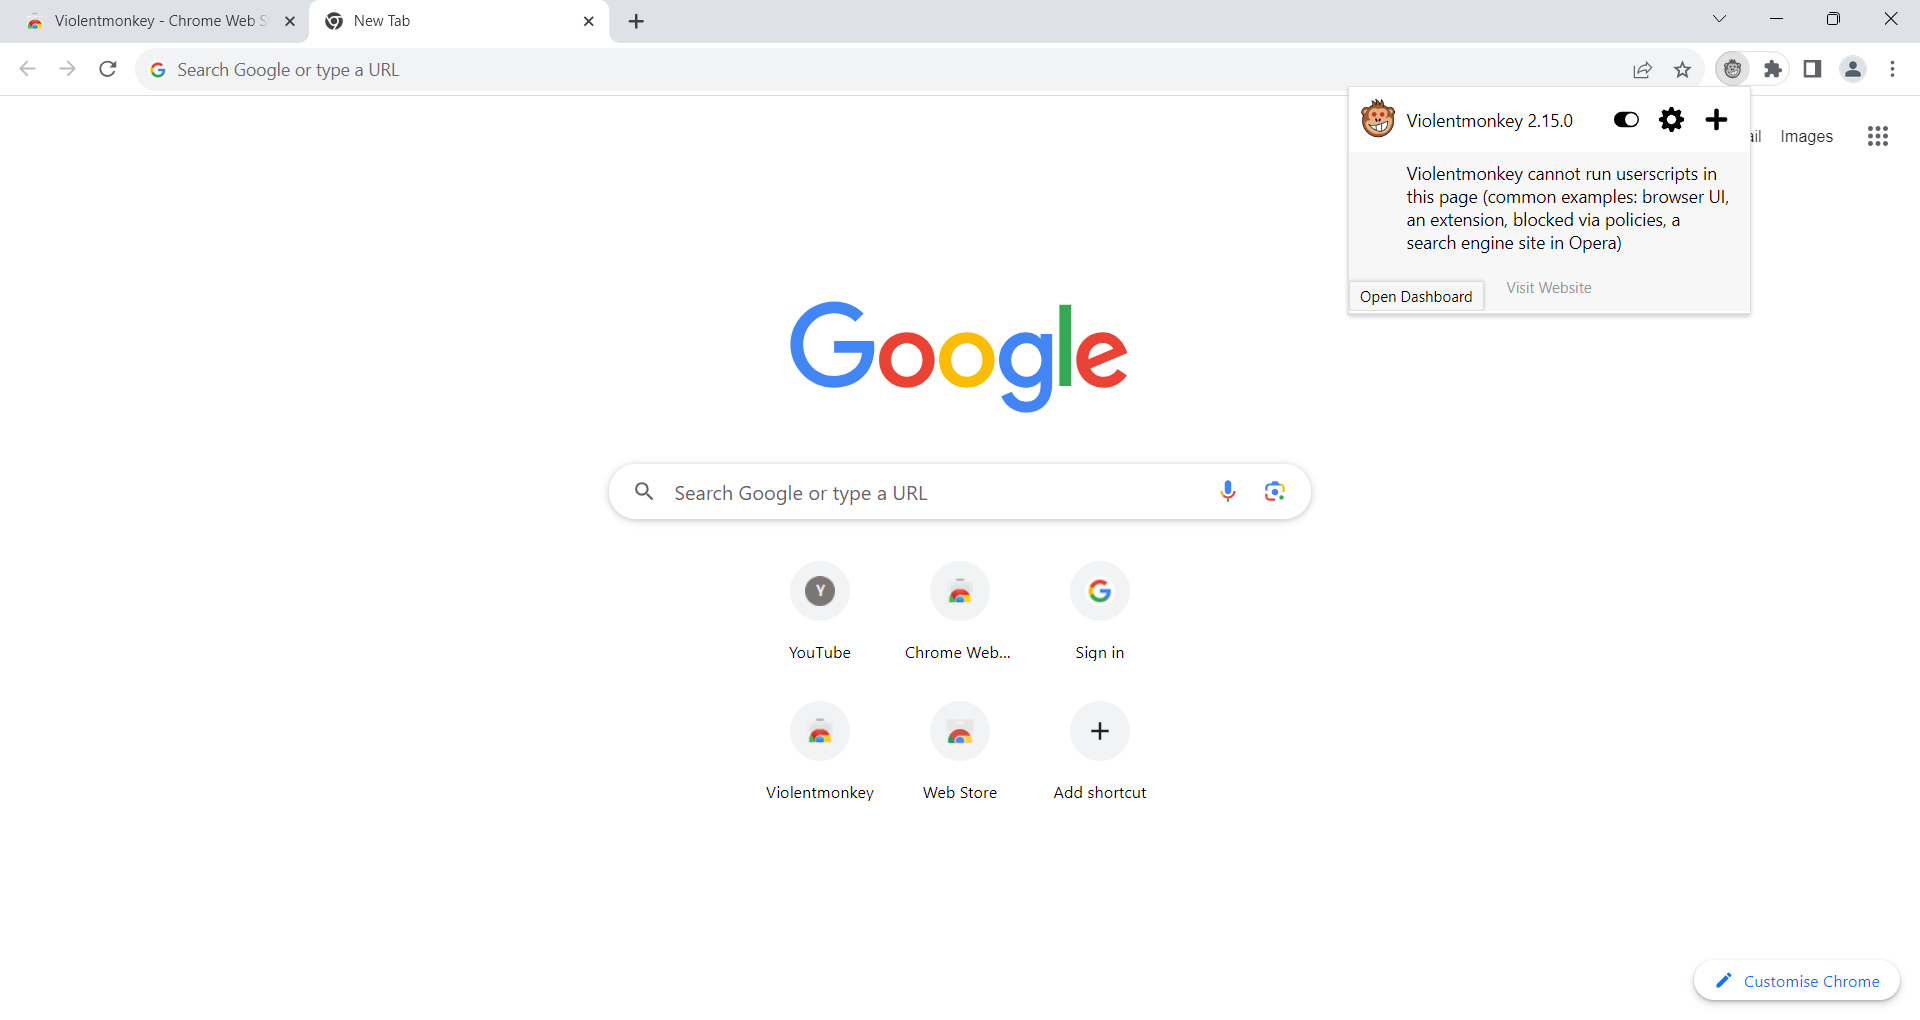 Violentmonkey - Chrome Web S
New Tab
Search Google or type a URL
Violentmonkey 2.15.0
ail
Images
Violentmonkey cannot run userscripts in
this page (common examples: browser UI,
an extension, blocked via policies, a
search engine site in Opera)
Visit Website
Open Dashboard
Google
Search Google or type a URL
Y
YouTube
Chrome Web...
Sign in
Violentmonkey
Web Store
Add shortcut
Customise Chrome